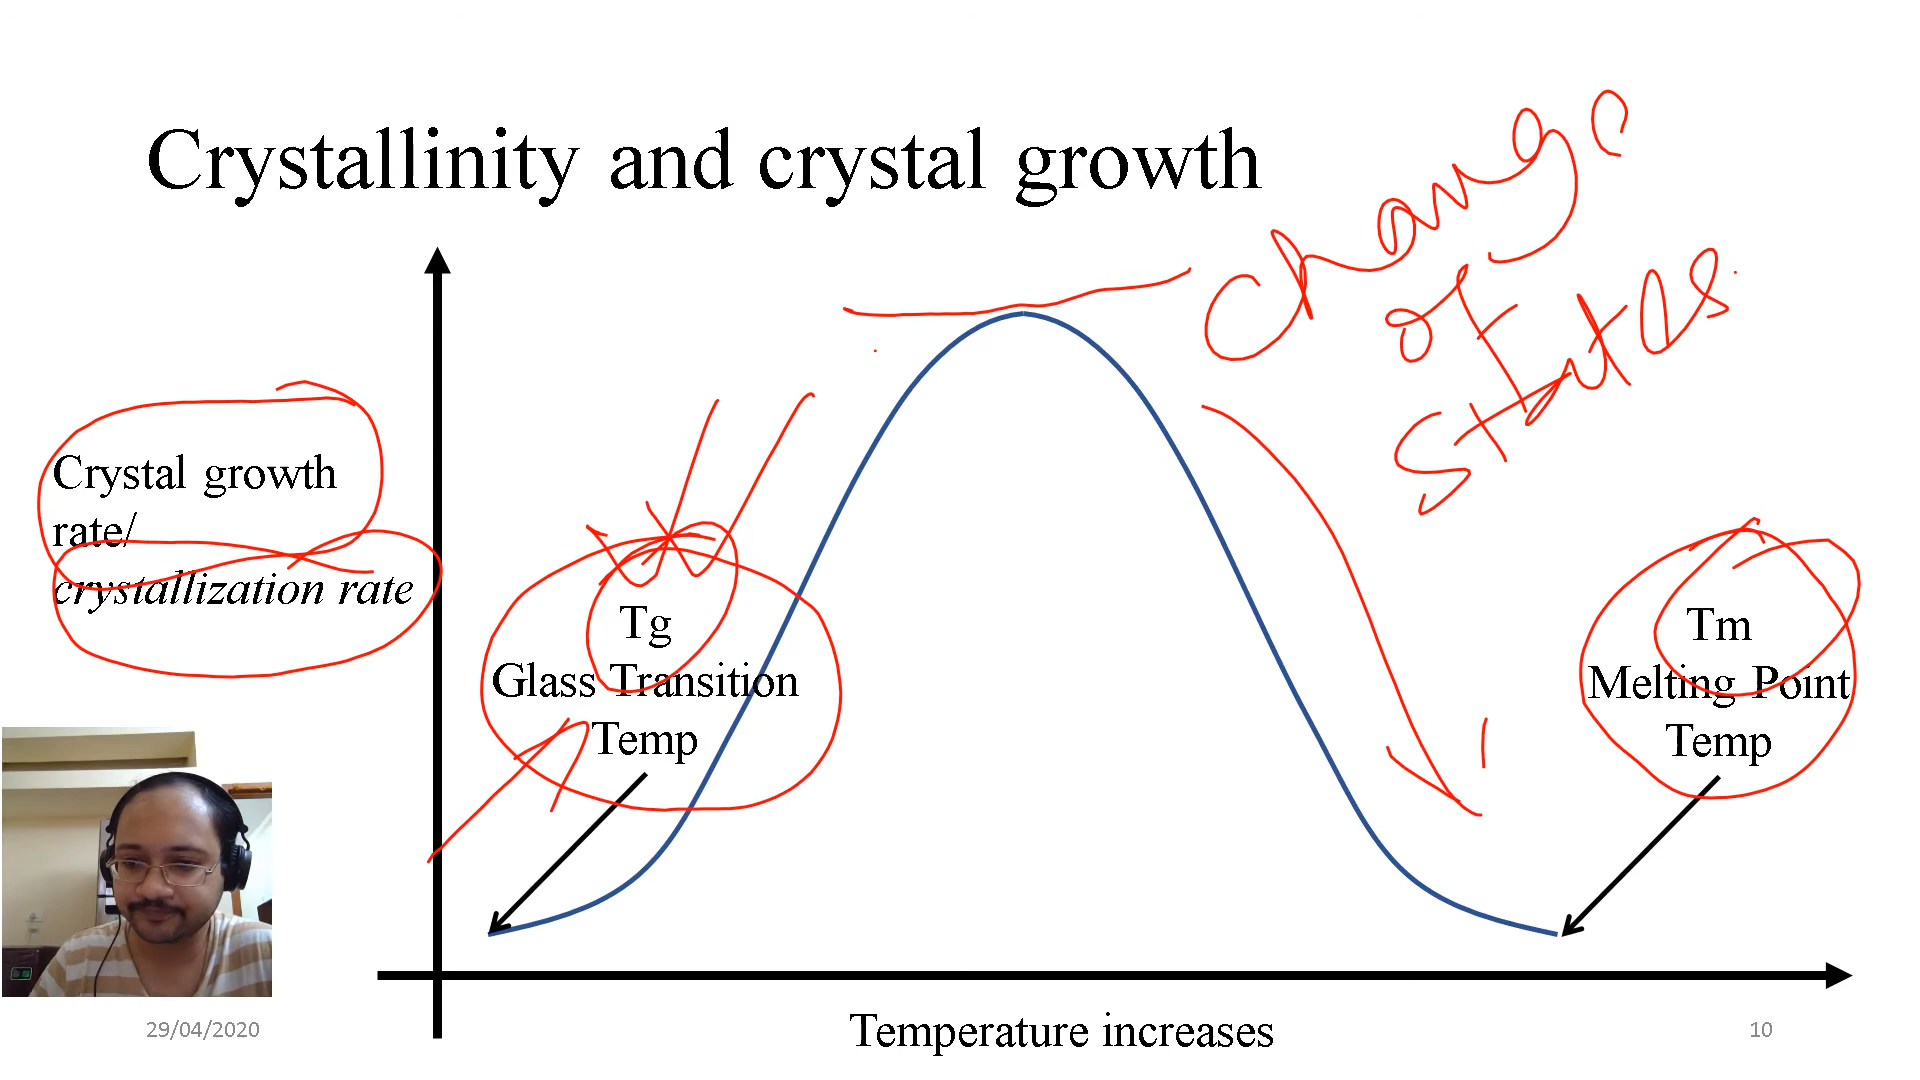 Crystallinity and crystal growth
Change
of
States
Crystal growth
rate/
crystallization rate
Tg
Glass Transition
Temp
Tm
Melting Point
Temp
Temperature increases
29/04/2020
10